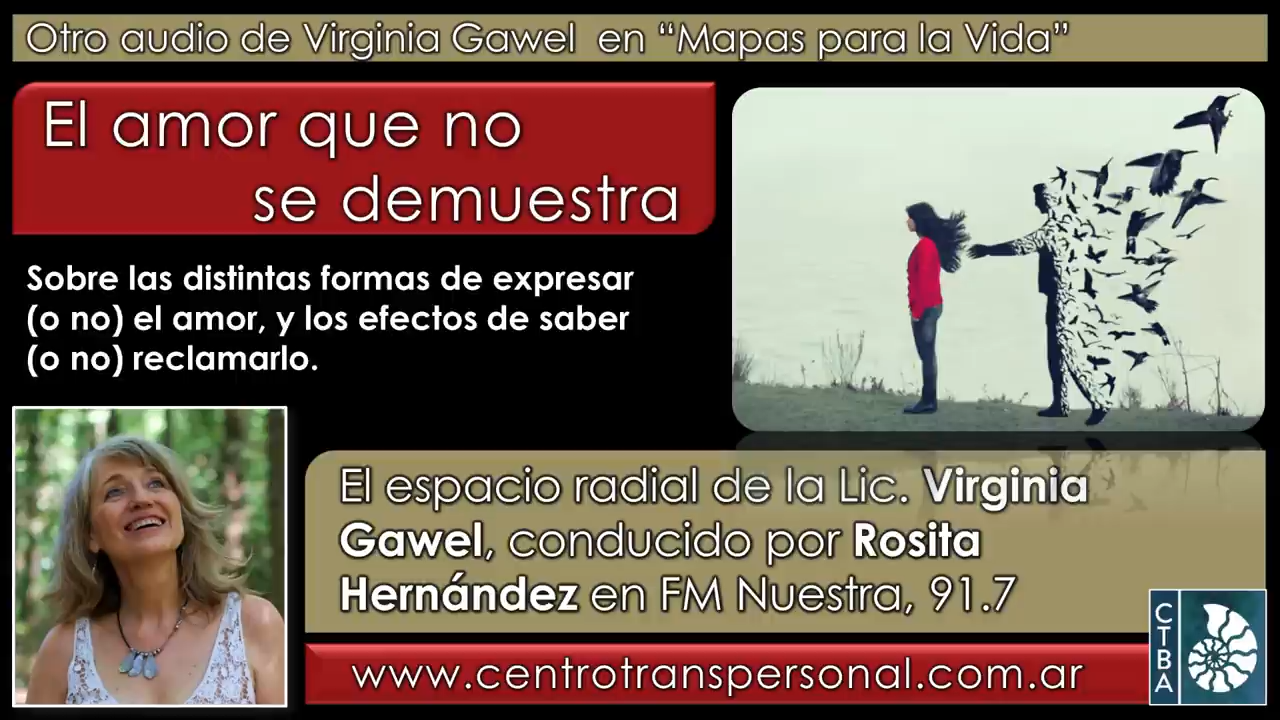 Otro audio de Virginia Gawel en “Mapas para la Vida”
El amor que no
se demuestra
Sobre las distintas formas de expresar
(o no) el amor, y los efectos de saber
(o no) reclamarlo.
El espacio radial de la Lic. Virginia
Gawel, conducido por Rosita
Hernández en FM Nuestra, 91.7
www.centrotranspersonal.com.ar
CTBA